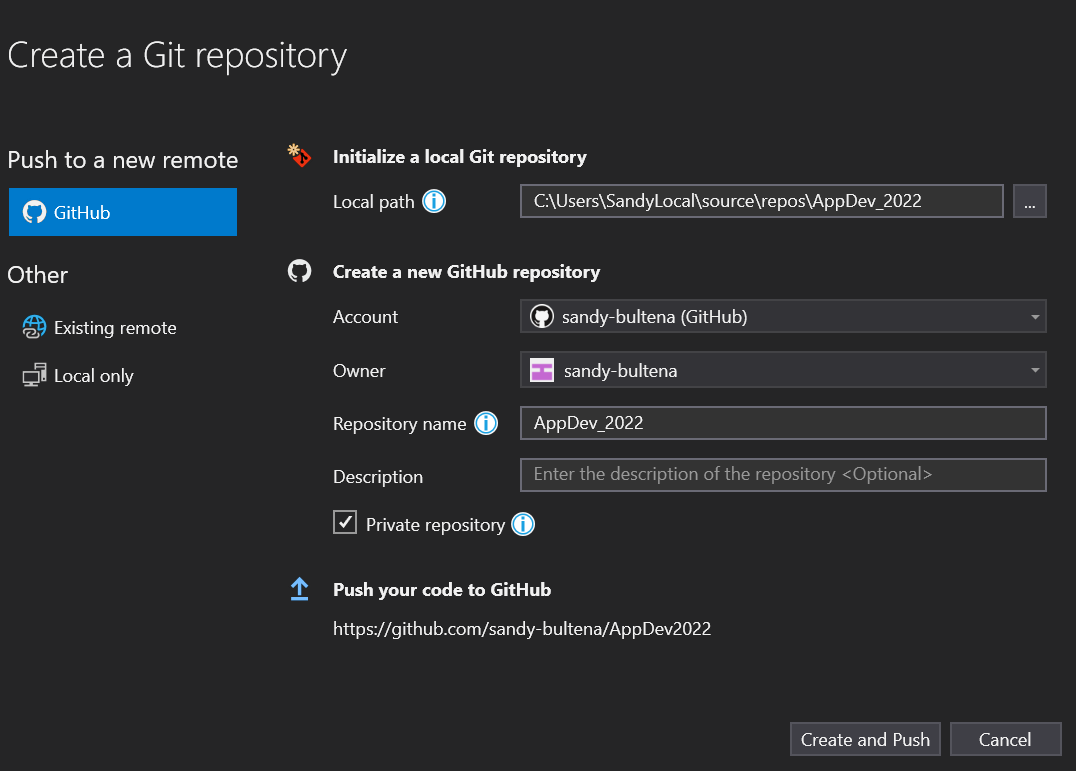 Create a Git repository
Push to a new remote
GitHub
Other
Existing remote
Local only
Initialize a local Git repository
Local path
C:\Users\SandyLocal\source\repos\AppDev_2022
...
Create a new GitHub repository
Account
sandy-bultena (GitHub)
Owner
sandy-bultena
Repository name
AppDev_2022
Description
Enter the description of the repository <Optional>
Private repository
Push your code to GitHub
https://github.com/sandy-bultena/AppDev2022
Create and Push
Cancel